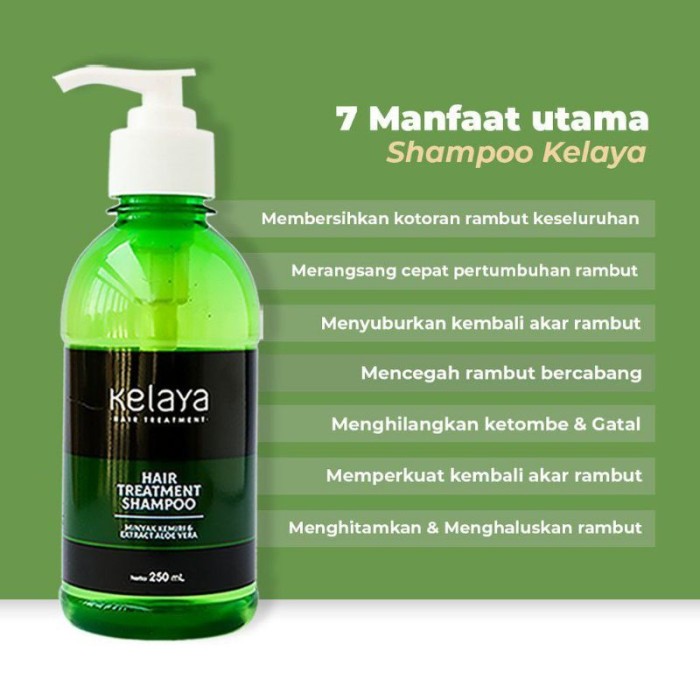 7 Manfaat utama
Shampoo Kelaya
Membersihkan kotoran rambut keseluruhan
Merangsang cepat pertumbuhan rambut
Menyuburkan kembali akar rambut
Mencegah rambut bercabang
Menghilangkan ketombe & Gatal
Memperkuat kembali akar rambut
Menghitamkan & Menghaluskan rambut
Kelaya
HAIR TREATMENT
HAIR
TREATMENT
SHAMPOO
MINYAK KEMIRI &
EXTRACT ALOE VERA
Netto 250 mL